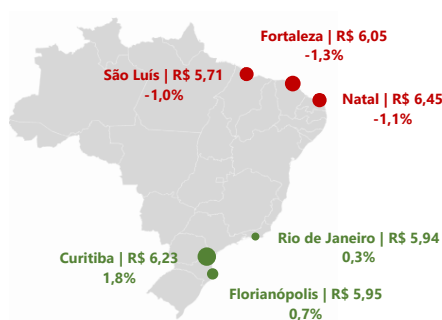 Fortaleza | R$ 6,05
-1,3%
São Luís | R$ 5,71
-1,0%
Natal | R$ 6,45
-1,1%
Rio de Janeiro | R$ 5,94
0,3%
Curitiba | R$ 6,23
1,8%
Florianópolis | R$ 5,95
0,7%